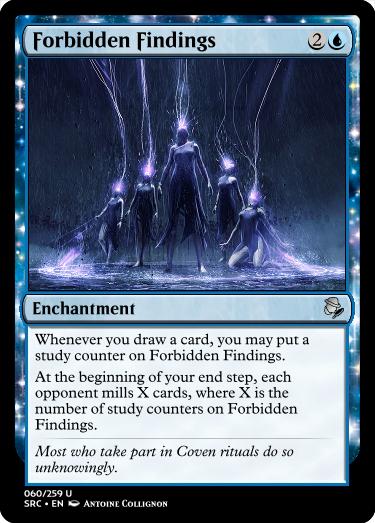 Forbidden Findings 2
Enchantment
Whenever you draw a card, you may put a
study counter on Forbidden Findings.
At the beginning of your end step, each
opponent mills X cards, where X is the
number of study counters on Forbidden
Findings.
Most who take part in Coven rituals do so
unknowingly.
060/259 U
SRC • EN Antoine Collignon